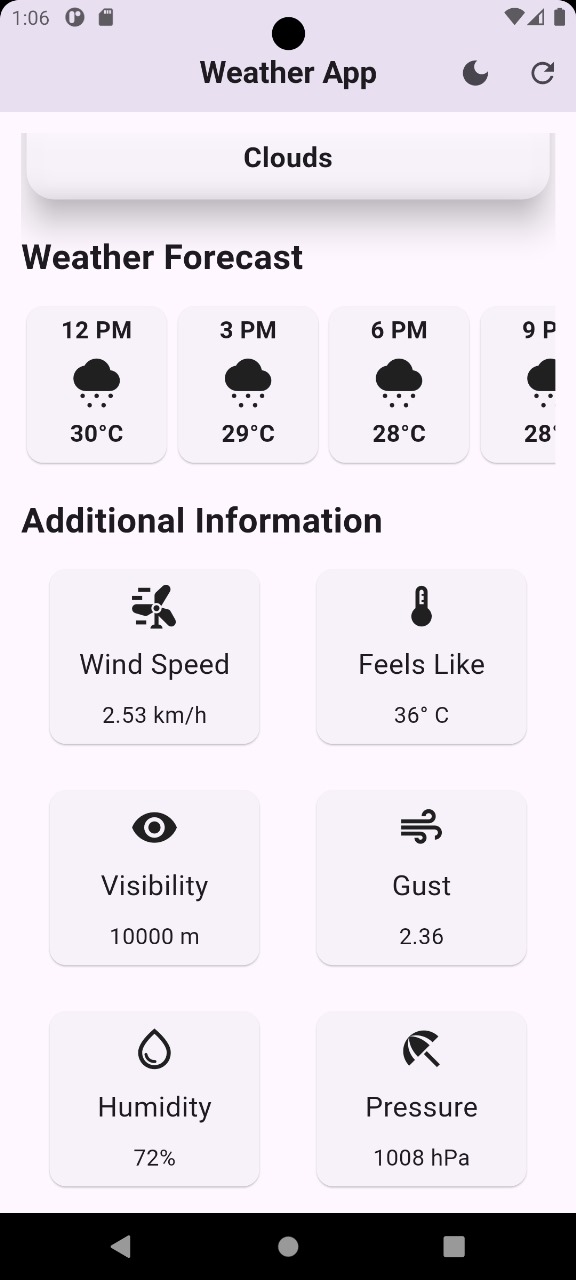 1:06
Weather App
Clouds
Weather Forecast
12 PM 3 PM 6 PM 9 P
30°C 29°C 28°C 28°
Additional Information
Wind Speed Feels Like
2.53 km/h 36° C
Visibility Gust
10000 m 2.36
Humidity Pressure
72% 1008 hPa